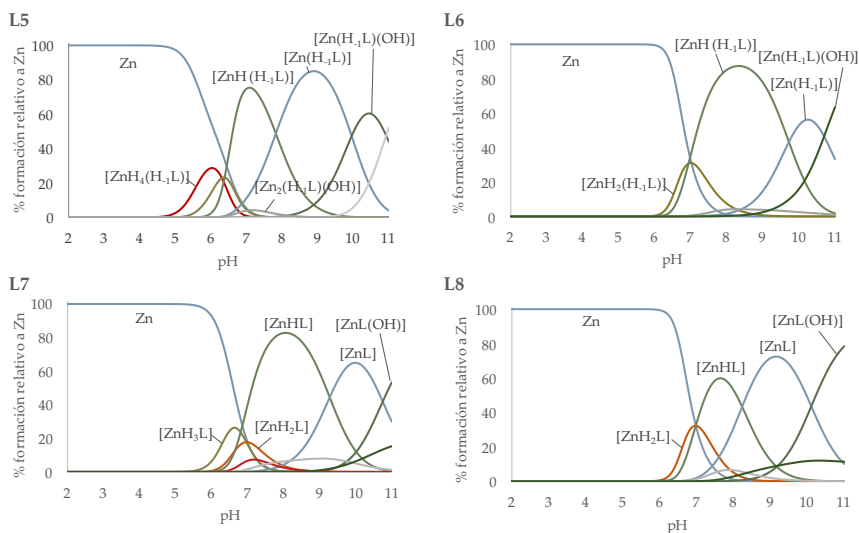 L5
% formación relativo a Zn
100
80
60
40
20
0
Zn
[ZnH₄(H₋₁L)]
[ZnH (H₋₁L)]
[Zn(H₋₁L)]
[Zn(H₋₁L)(OH)]
[Zn₂(H₋₁L)(OH)]
2 3 4 5 6 7 8 9 10 11
pH
L6
% formación relativo a Zn
100
80
60
40
20
0
Zn
[ZnH₂(H₋₁L)]
[ZnH (H₋₁L)]
[Zn(H₋₁L)(OH)]
[Zn(H₋₁L)]
2 3 4 5 6 7 8 9 10 11
pH
L7
% formación relativo a Zn
100
80
60
40
20
0
Zn
[ZnH₃L]
[ZnH₂L]
[ZnHL]
[ZnL(OH)]
[ZnL]
2 3 4 5 6 7 8 9 10 11
pH
L8
% formación relativo a Zn
100
80
60
40
20
0
Zn
[ZnH₂L]
[ZnHL]
[ZnL]
[ZnL(OH)]
2 3 4 5 6 7 8 9 10 11
pH